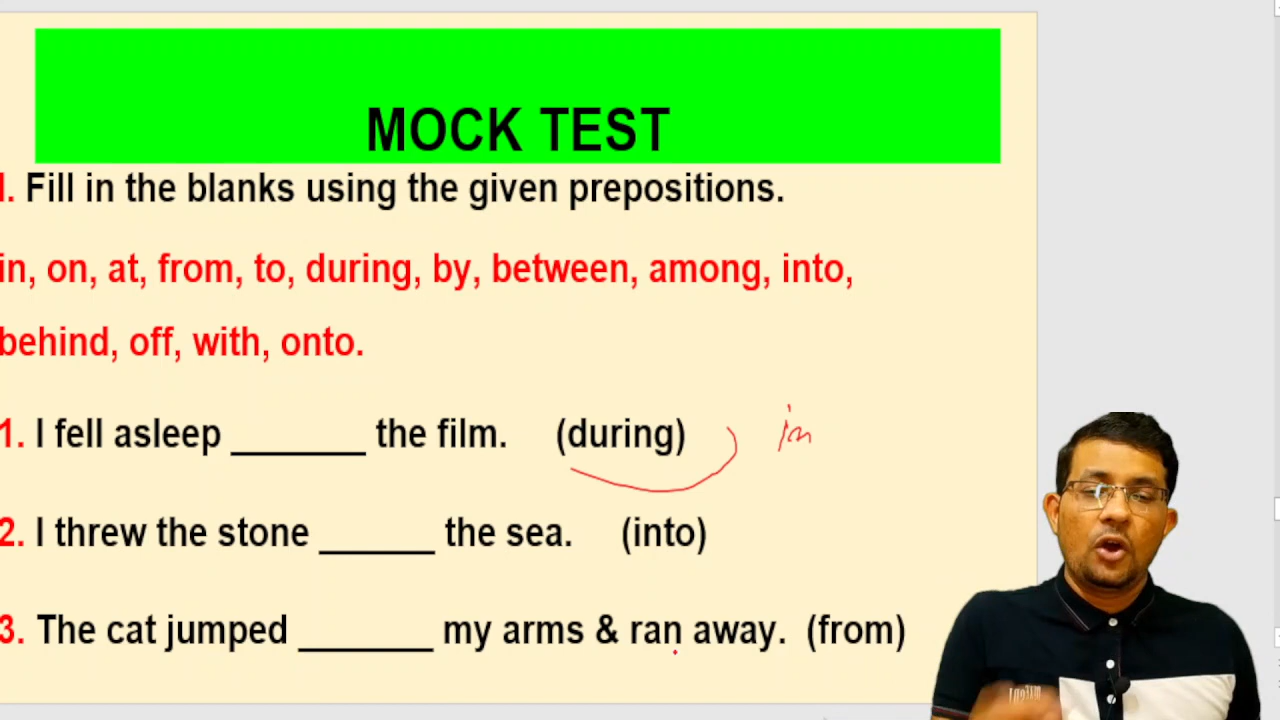 MOCK TEST
I. Fill in the blanks using the given prepositions.
in, on, at, from, to, during, by, between, among, into,
behind, off, with, onto.
1. I fell asleep _______ the film. (during) in
2. I threw the stone ______ the sea. (into)
3. The cat jumped _______ my arms & ran away. (from)